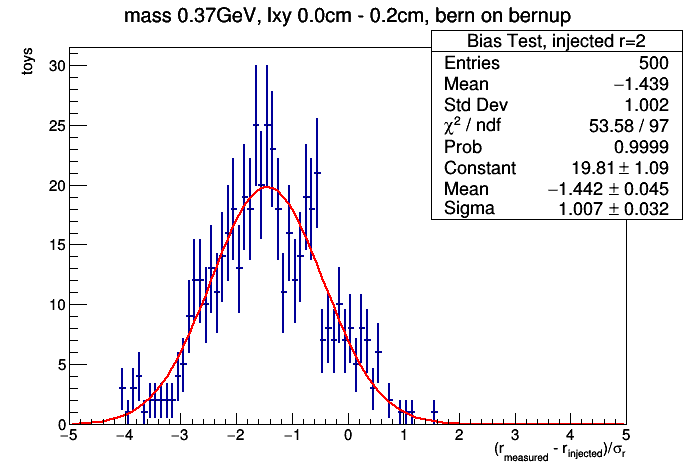 mass 0.37GeV, lxy 0.0cm - 0.2cm, bern on bernup
Bias Test, injected r=2
Entries 500
Mean −1.439
Std Dev 1.002
χ² / ndf 53.58 / 97
Prob 0.9999
Constant 19.81 ± 1.09
Mean −1.442 ± 0.045
Sigma 1.007 ± 0.032
toys
30
25
20
15
10
5
0
−5 −4 −3 −2 −1 0 1 2 3 4 5
(r_measured - r_injected)/σ_r